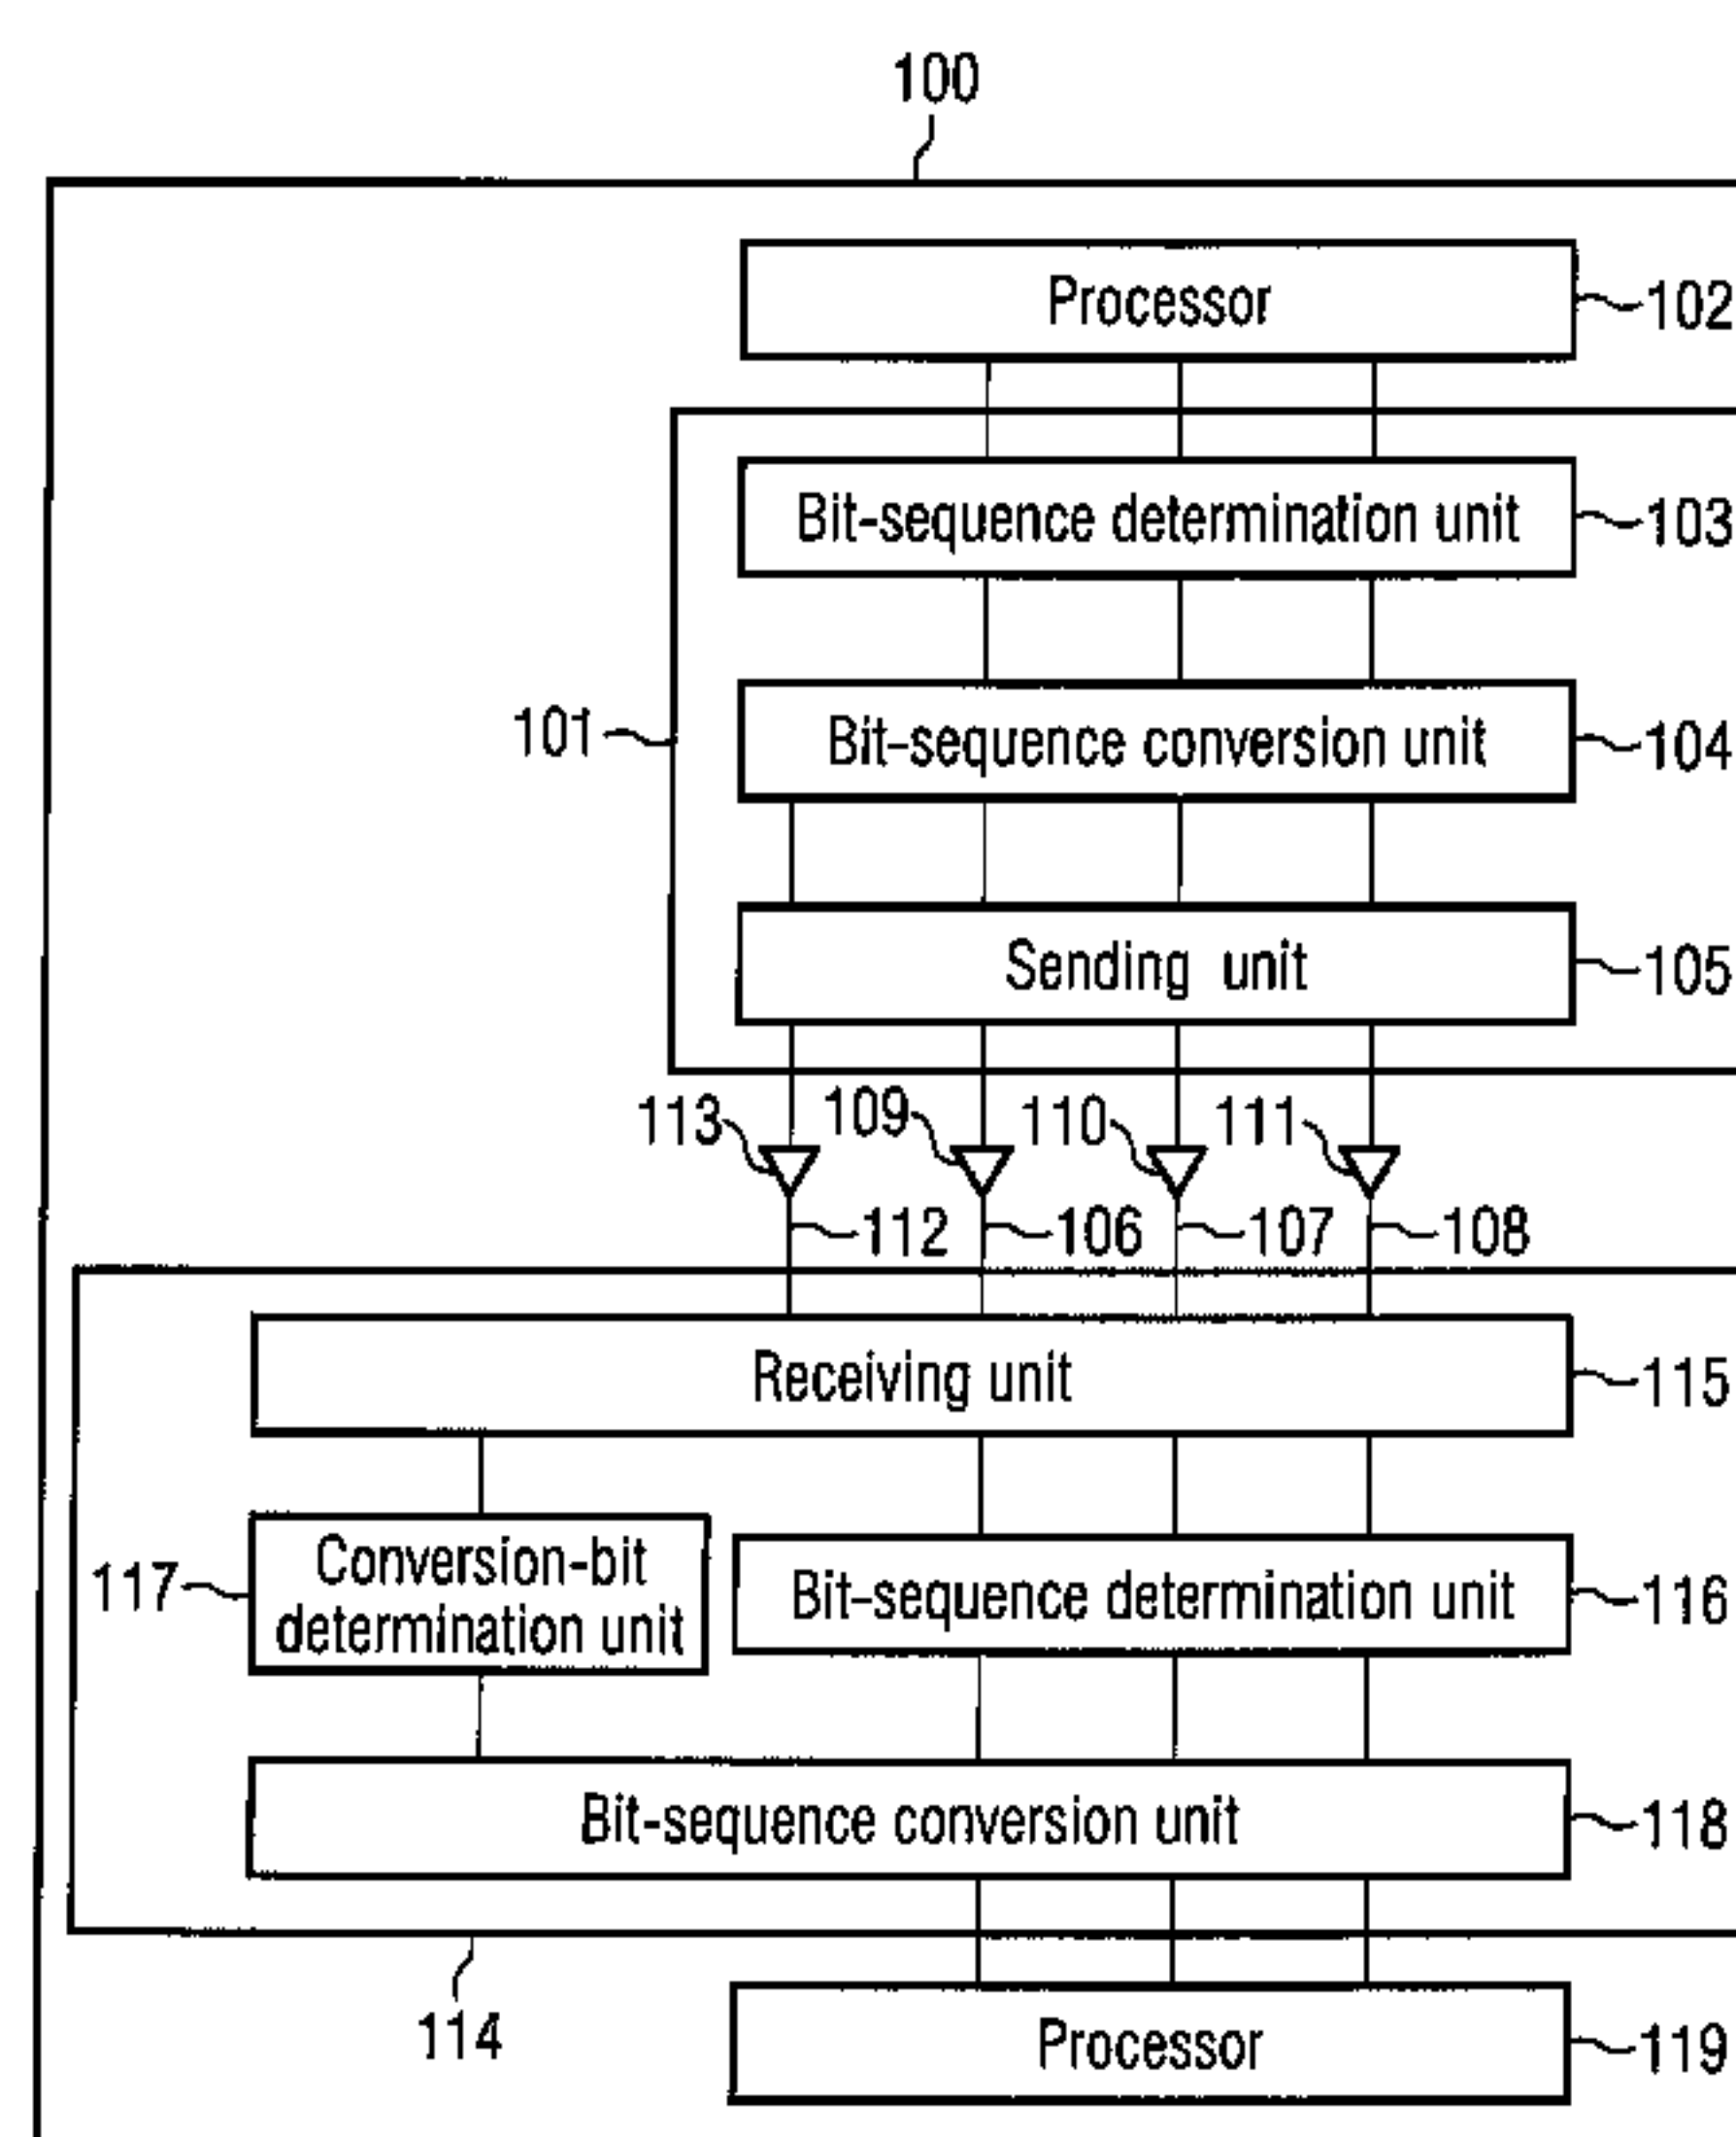 100
Processor
102
Bit-sequence determination unit
103
101
Bit-sequence conversion unit
104
Sending unit
105
113
109
110
111
112
106
107
108
Receiving unit
115
117
Conversion-bit
determination unit
Bit-sequence determination unit
116
Bit-sequence conversion unit
118
114
Processor
119